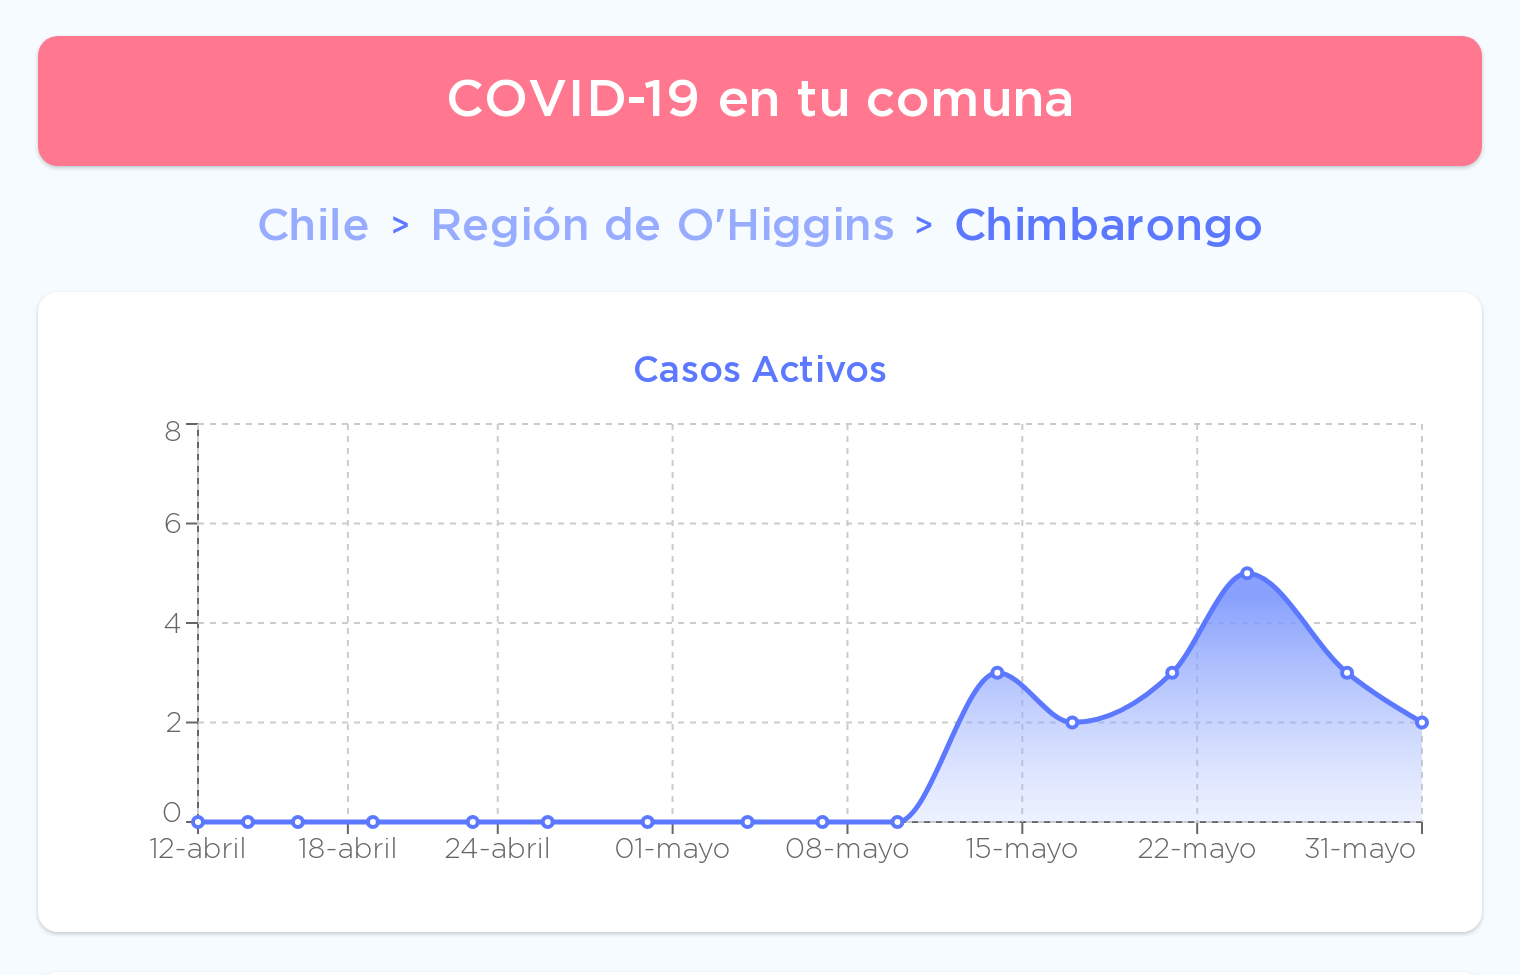 COVID-19 en tu comuna
Chile > Región de O'Higgins > Chimbarongo
Casos Activos
8
6
4
2
0
12-abril 18-abril 24-abril 01-mayo 08-mayo 15-mayo 22-mayo 31-mayo